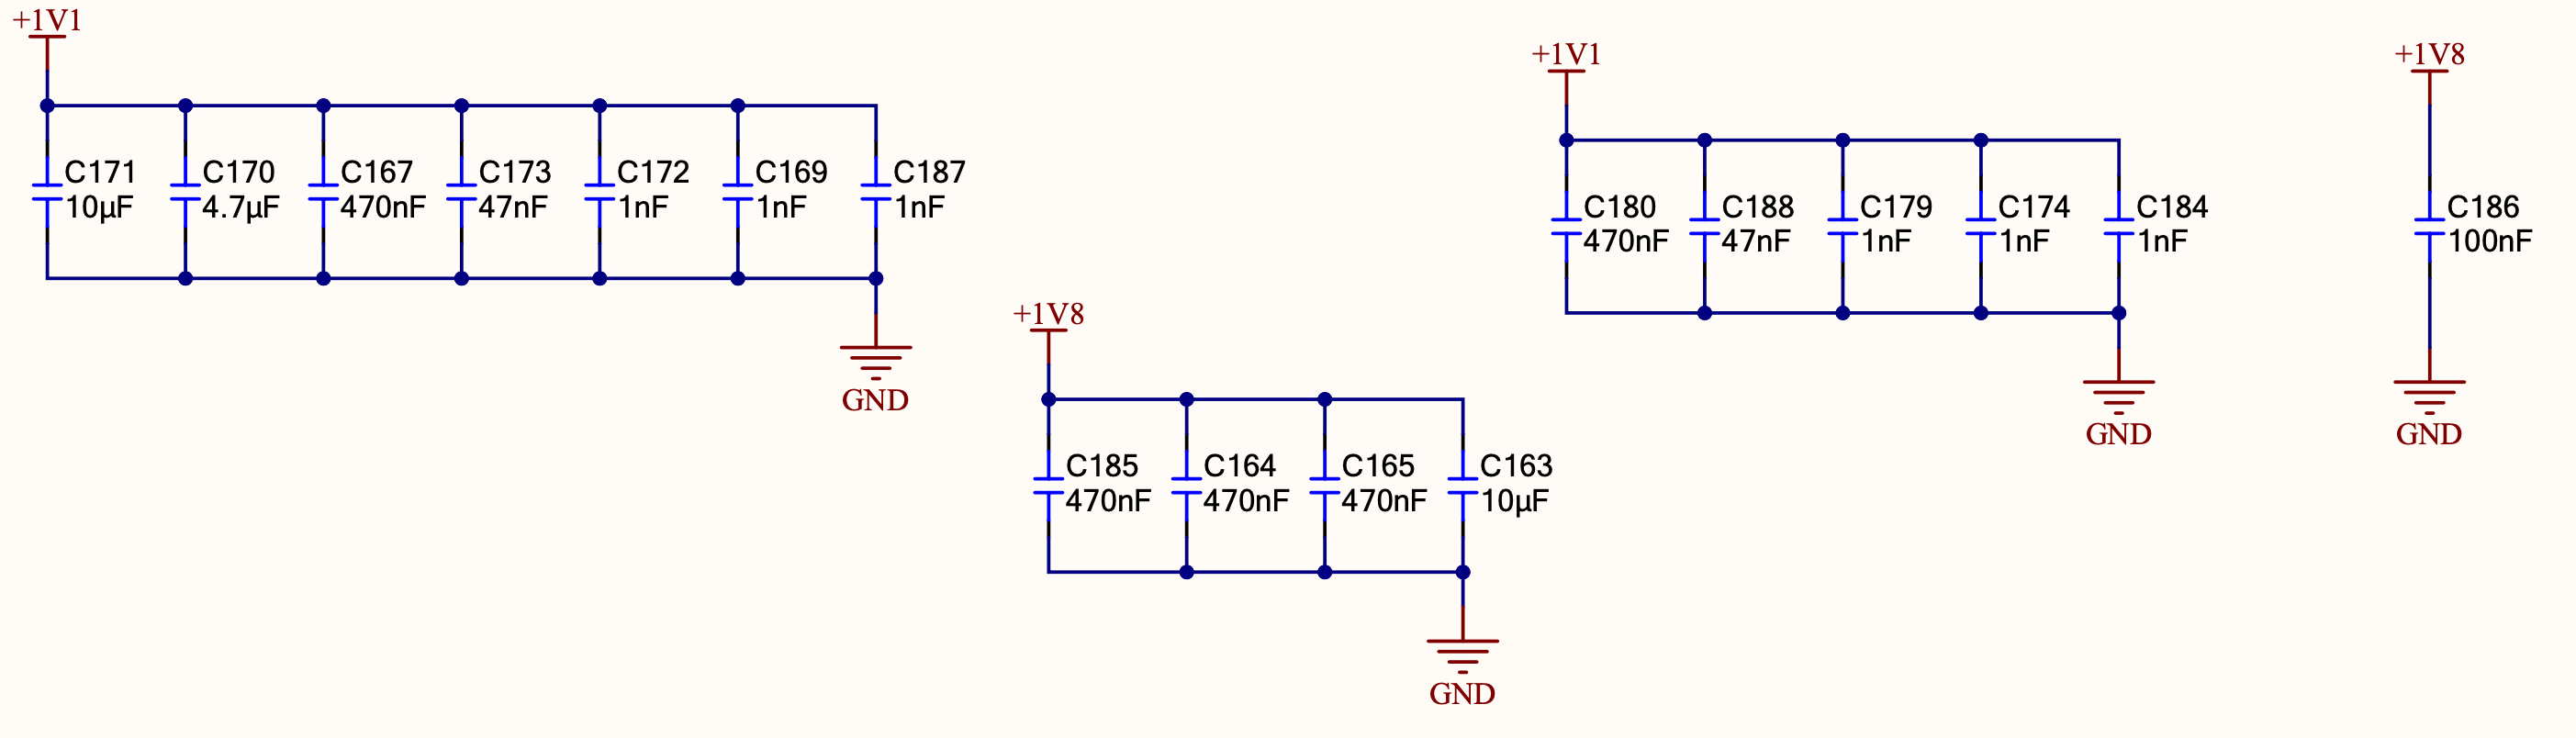 +1V1
C171
10µF
C170
4.7µF
C167
470nF
C173
47nF
C172
1nF
C169
1nF
C187
1nF
GND
+1V8
C185
470nF
C164
470nF
C165
470nF
C163
10µF
GND
+1V1
C180
470nF
C188
47nF
C179
1nF
C174
1nF
C184
1nF
GND
+1V8
C186
100nF
GND